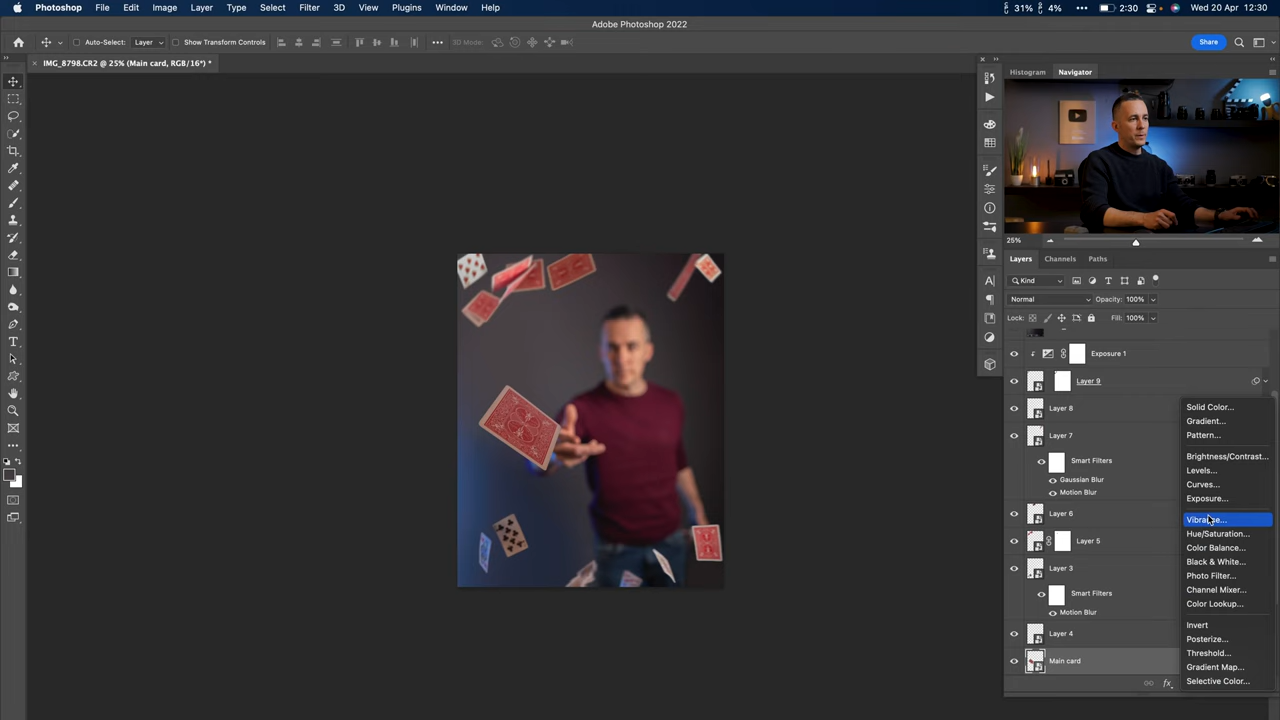 Photoshop File Edit Image Layer Type Select Filter 3D View Plugins Window Help 31% 4% 2:30 Wed 20 Apr 12:30
Adobe Photoshop 2022
Auto-Select: Layer Show Transform Controls 3D Mode: Share
IMG_8798.CR2 @ 25% (Main card, RGB/16*) *
Histogram Navigator
25%
Layers Channels Paths
Kind
Normal Opacity: 100%
Lock: Fill: 100%
Exposure 1
Layer 9
Layer 8
Layer 7
Smart Filters
Gaussian Blur
Motion Blur
Layer 6
Layer 5
Layer 3
Smart Filters
Motion Blur
Layer 4
Main card
fx
Solid Color...
Gradient...
Pattern...
Brightness/Contrast...
Levels...
Curves...
Exposure...
Hue/Saturation...
Color Balance...
Black & White...
Photo Filter...
Channel Mixer...
Color Lookup...
Invert
Posterize...
Threshold...
Gradient Map...
Selective Color...